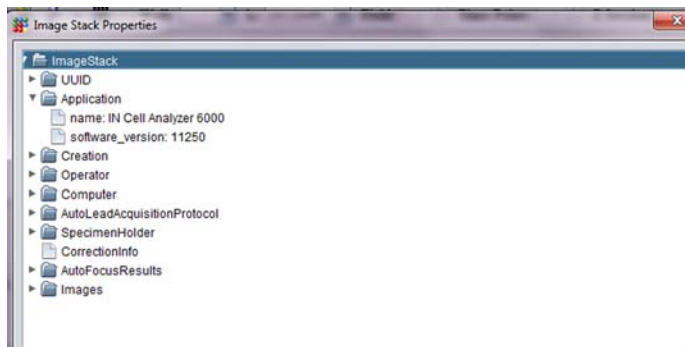 Image Stack Properties
ImageStack
UUID
Application
name: IN Cell Analyzer 6000
software_version: 11250
Creation
Operator
Computer
AutoLeadAcquisitionProtocol
SpecimenHolder
CorrectionInfo
AutoFocusResults
Images